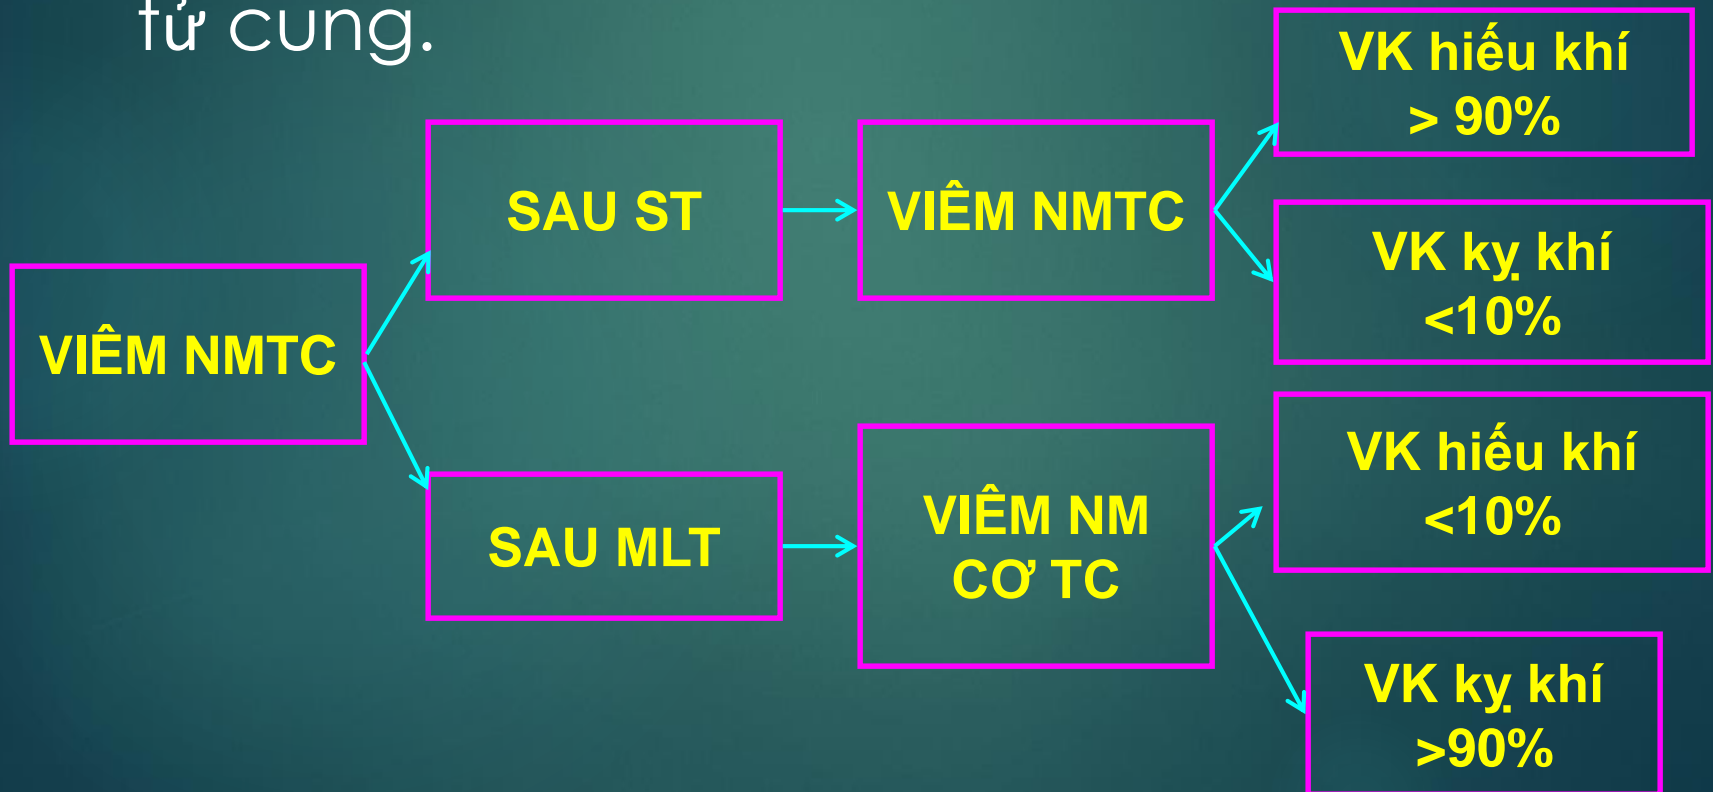 tử cung.
VIÊM NMTC
SAU ST
VIÊM NMTC
VK hiếu khí
> 90%
VK kỵ khí
<10%
SAU MLT
VIÊM NM
CƠ TC
VK hiếu khí
<10%
VK kỵ khí
>90%